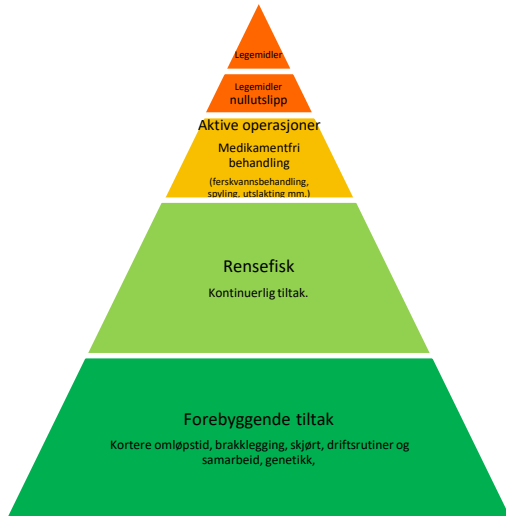 Legemidler
Legemidler
nullutslipp
Aktive operasjoner
Medikamentfri
behandling
(ferskvannsbehandling,
spyling, utslakting mm.)
Rensefisk
Kontinuerlig tiltak.
Forebyggende tiltak
Kortere omløpstid, brakklegging, skjørt, driftsrutiner og
samarbeid, genetikk,